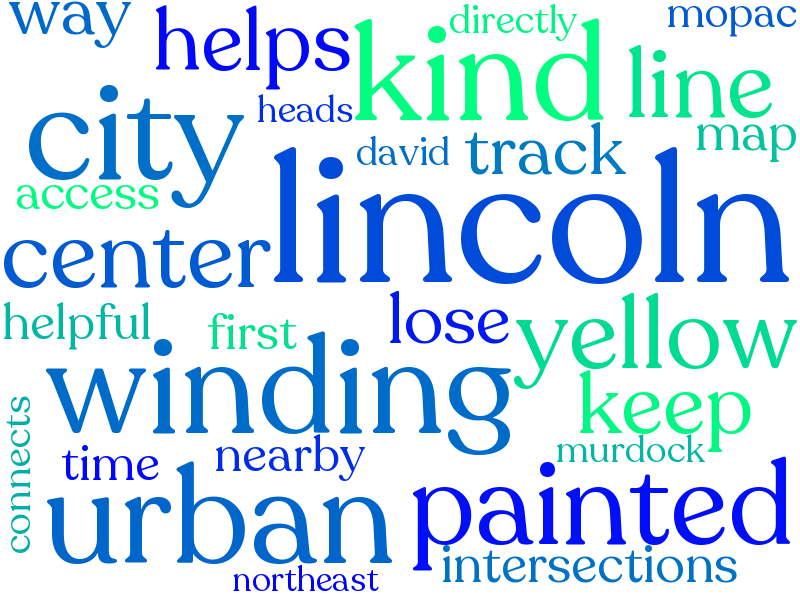 way
helps
directly
mopac
kind
line
city
heads
map
david
track
access
lincoln
center
helpful
first
lose
yellow
winding
keep
connects
time
nearby
murdock
urban
painted
intersections
northeast